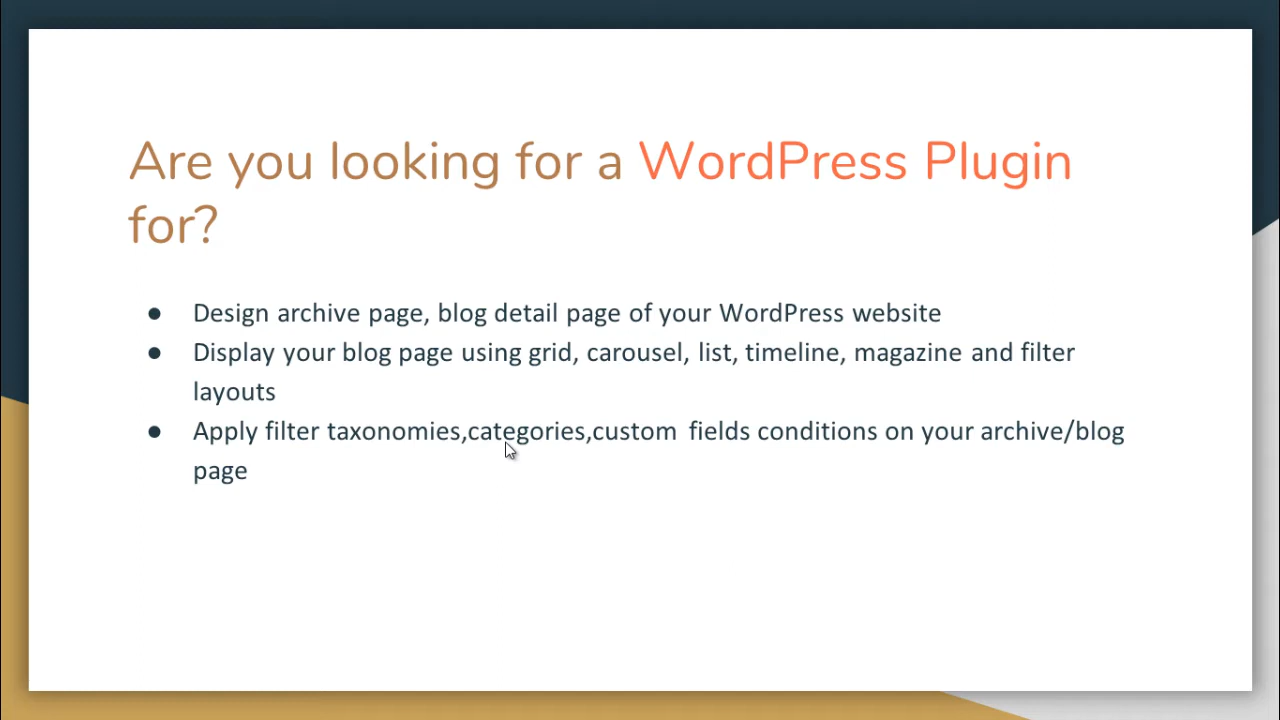 Are you looking for a WordPress Plugin
for?
● Design archive page, blog detail page of your WordPress website
● Display your blog page using grid, carousel, list, timeline, magazine and filter
layouts
● Apply filter taxonomies,categories,custom fields conditions on your archive/blog
page